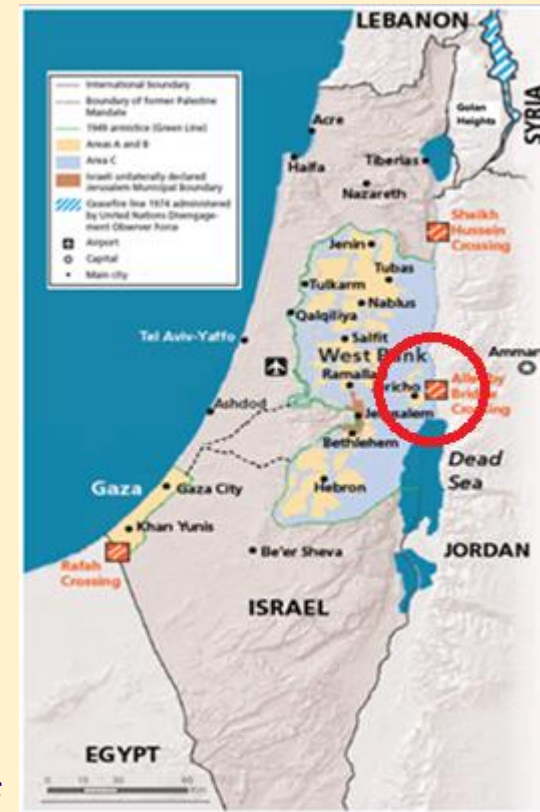 LEBANON
SYRIA
International boundary
Boundary of former Palestine
Mandate
1949 armistice (Green Line)
Areas A and B
Area C
Israeli unilaterally declared
Jerusalem Municipal Boundary
Ceasefire line 1974 administered
by United Nations Disengage-
ment Observer Force
Airport
Capital
Main city
Golan
Heights
Acre
Haifa
Tiberias
Nazareth
Sheikh
Hussein
Crossing
Jenin
Tubas
Tulkarm
Nablus
Qalqiliya
Salfit
Tel Aviv-Yaffo
West Bank
Amman
Ramalla
Jericho
Allenby
Bridge
Crossing
Ashdod
Jerusalem
Bethlehem
Dead
Sea
Gaza
Gaza City
Hebron
Khan Yunis
Rafah
Crossing
Be'er Sheva
JORDAN
ISRAEL
EGYPT
0